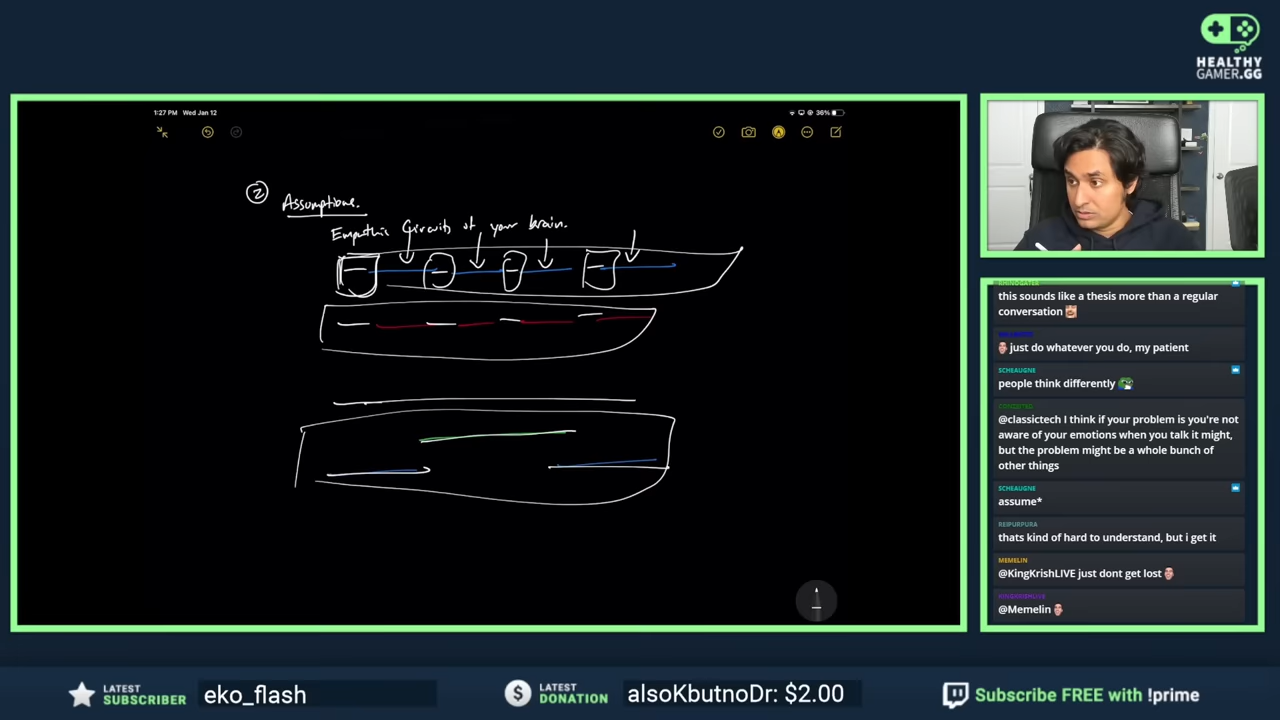 HEALTHY
GAMER.GG
1:27 PM Wed Jan 12
36%
2
Assumptions.
Empathic Circuits of your brain.
this sounds like a thesis more than a regular
conversation
just do whatever you do, my patient
SCHEAUGNE
people think differently
@classictech I think if your problem is you're not
aware of your emotions when you talk it might,
but the problem might be a whole bunch of
other things
SCHEAUGNE
assume*
REIPURPURA
thats kind of hard to understand, but i get it
MEMELIN
@KingKrishLIVE just dont get lost
KINGKRISHLIVE
@Memelin
LATEST
SUBSCRIBER
eko_flash
$
LATEST
DONATION
alsoKbutnoDr: $2.00
Subscribe FREE with !prime